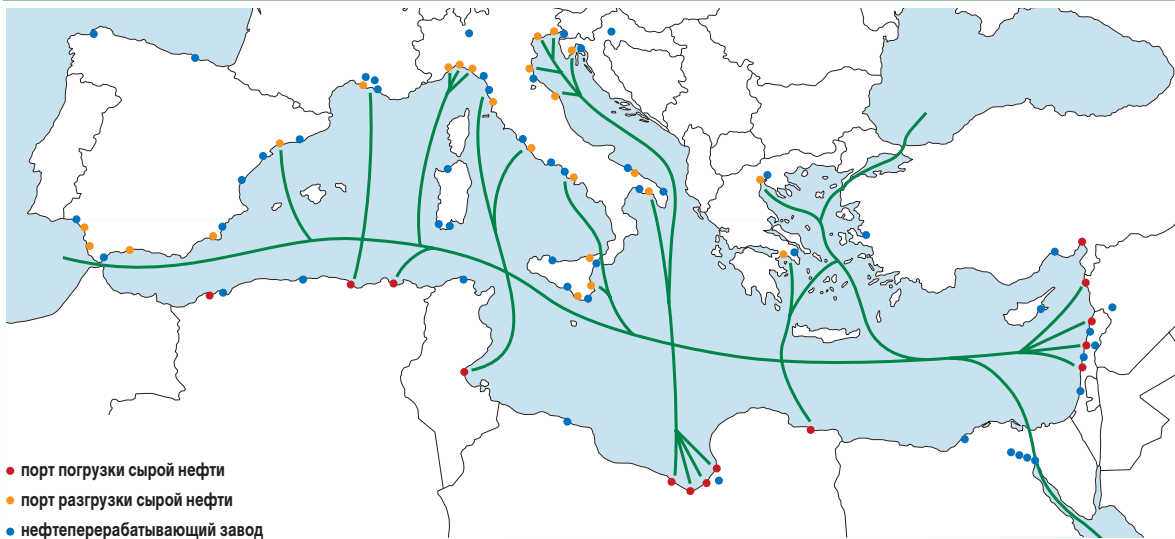 порт погрузки сырой нефти
порт разгрузки сырой нефти
нефтеперерабатывающий завод